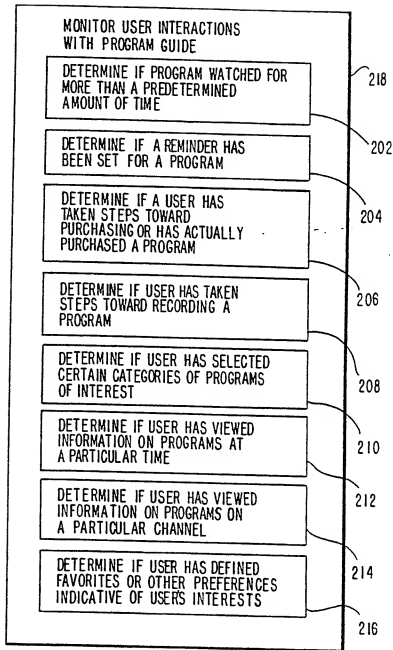 MONITOR USER INTERACTIONS
WITH PROGRAM GUIDE
218
DETERMINE IF PROGRAM WATCHED FOR
MORE THAN A PREDETERMINED
AMOUNT OF TIME
202
DETERMINE IF A REMINDER HAS
BEEN SET FOR A PROGRAM
204
DETERMINE IF A USER HAS
TAKEN STEPS TOWARD
PURCHASING OR HAS ACTUALLY
PURCHASED A PROGRAM
206
DETERMINE IF USER HAS TAKEN
STEPS TOWARD RECORDING A
PROGRAM
208
DETERMINE IF USER HAS SELECTED
CERTAIN CATEGORIES OF PROGRAMS
OF INTEREST
210
DETERMINE IF USER HAS VIEWED
INFORMATION ON PROGRAMS AT
A PARTICULAR TIME
212
DETERMINE IF USER HAS VIEWED
INFORMATION ON PROGRAMS ON
A PARTICULAR CHANNEL
214
DETERMINE IF USER HAS DEFINED
FAVORITES OR OTHER PREFERENCES
INDICATIVE OF USER'S INTERESTS
216